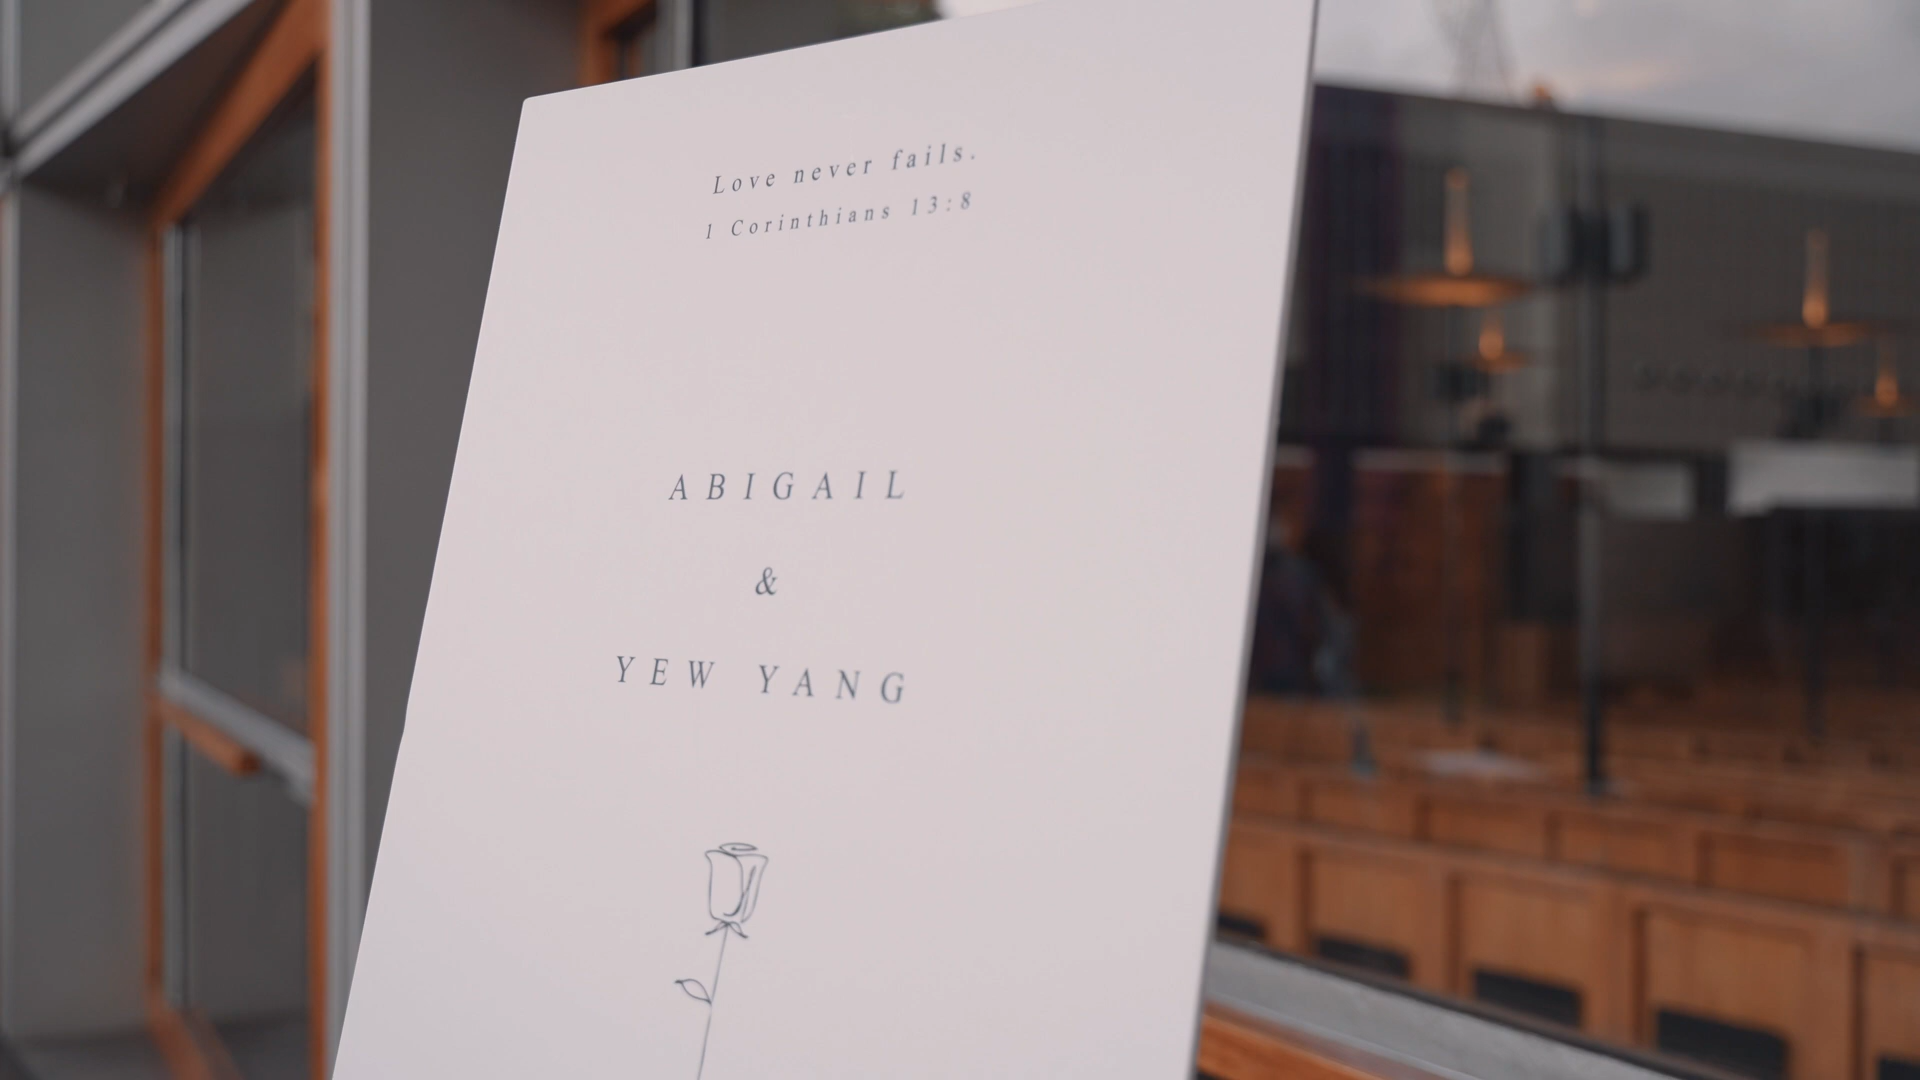 Love never fails.
1 Corinthians 13:8
ABIGAIL
&
YEW YANG